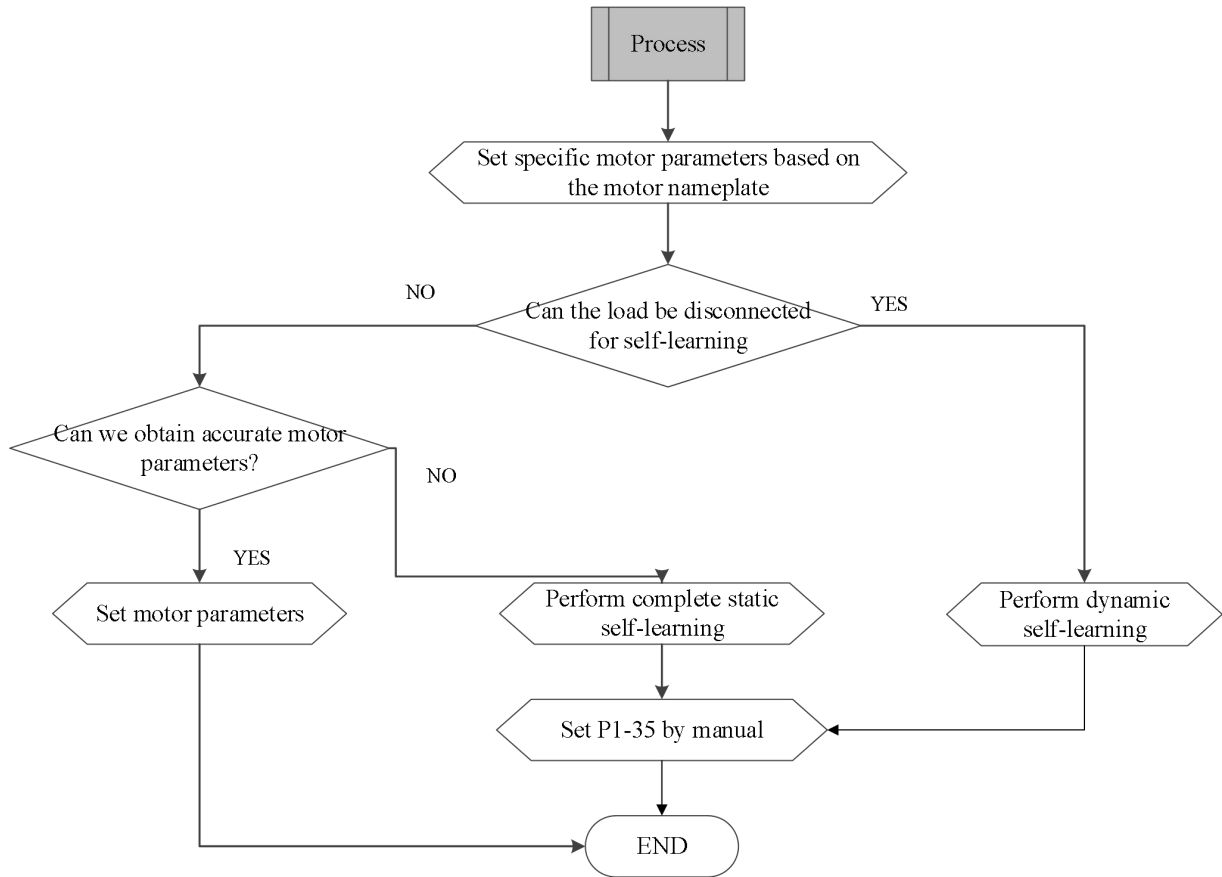 Process
Set specific motor parameters based on
the motor nameplate
NO
Can the load be disconnected
for self-learning
YES
Can we obtain accurate motor
parameters?
NO
YES
Set motor parameters
Perform complete static
self-learning
Perform dynamic
self-learning
Set P1-35 by manual
END